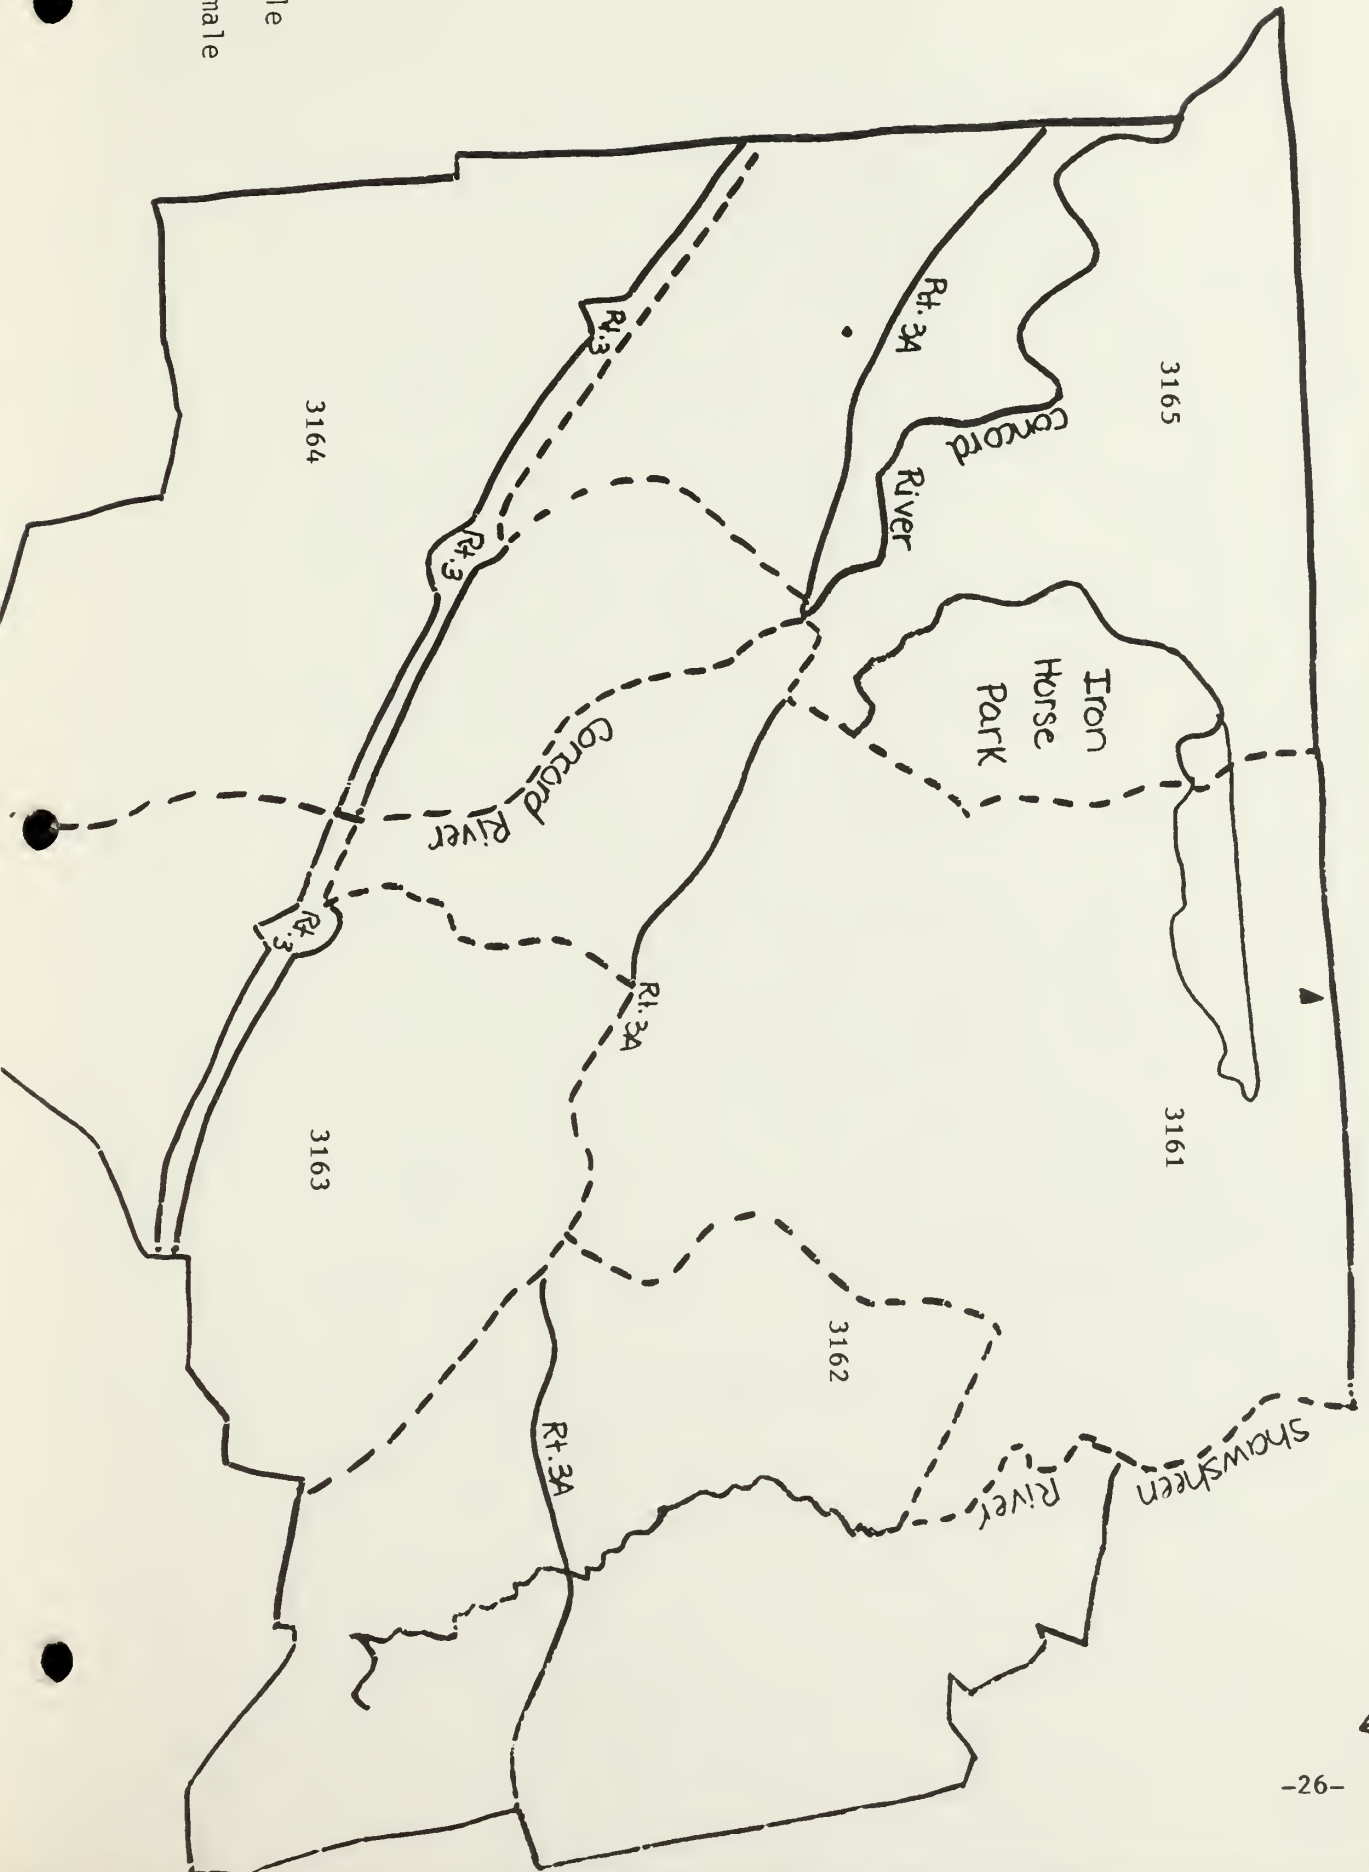 le
male
3165
Rt. 3A
Concord
River
Rt.3
3164
Rt.3
Iron
Horse
Park
Concord
River
Rt.3
Rt. 3A
3161
3163
3162
Rt.3A
Shawsheen
River
-26-